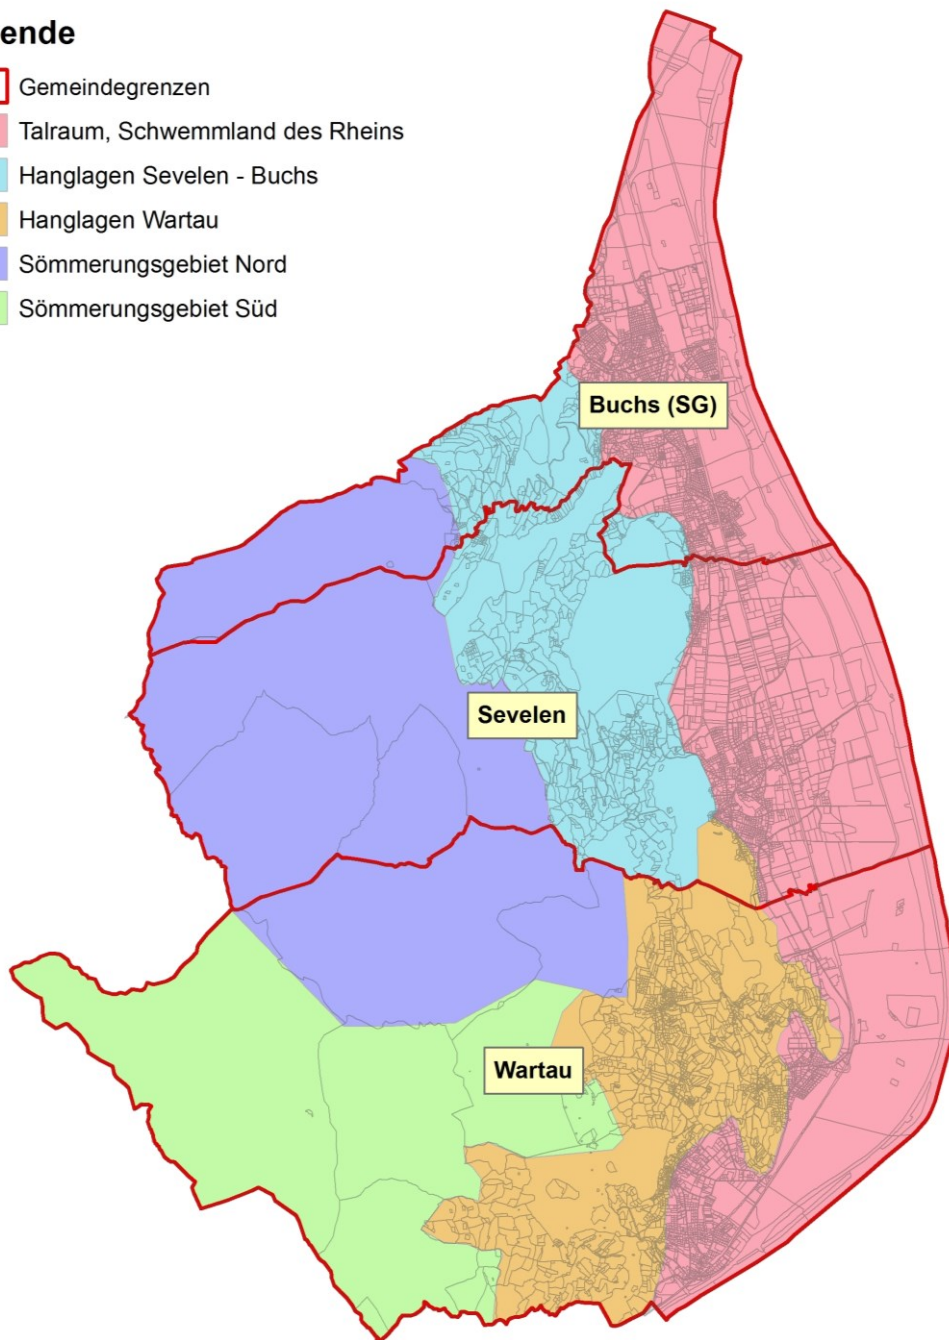 ende
Gemeindegrenzen
Talraum, Schwemmland des Rheins
Hanglagen Sevelen - Buchs
Hanglagen Wartau
Sömmerungsgebiet Nord
Sömmerungsgebiet Süd
Buchs (SG)
Sevelen
Wartau